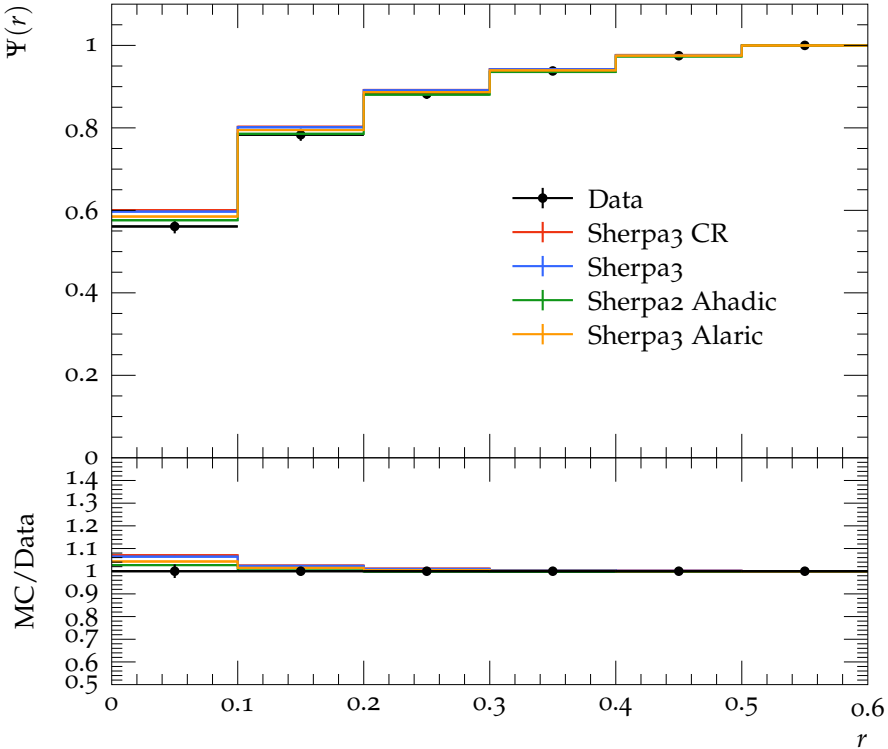 Ψ(r)
1
0.8
0.6
0.4
0.2
0
Data
Sherpa3 CR
Sherpa3
Sherpa2 Ahadic
Sherpa3 Alaric
MC/Data
1.4
1.3
1.2
1.1
1
0.9
0.8
0.7
0.6
0.5
0 0.1 0.2 0.3 0.4 0.5 0.6
r